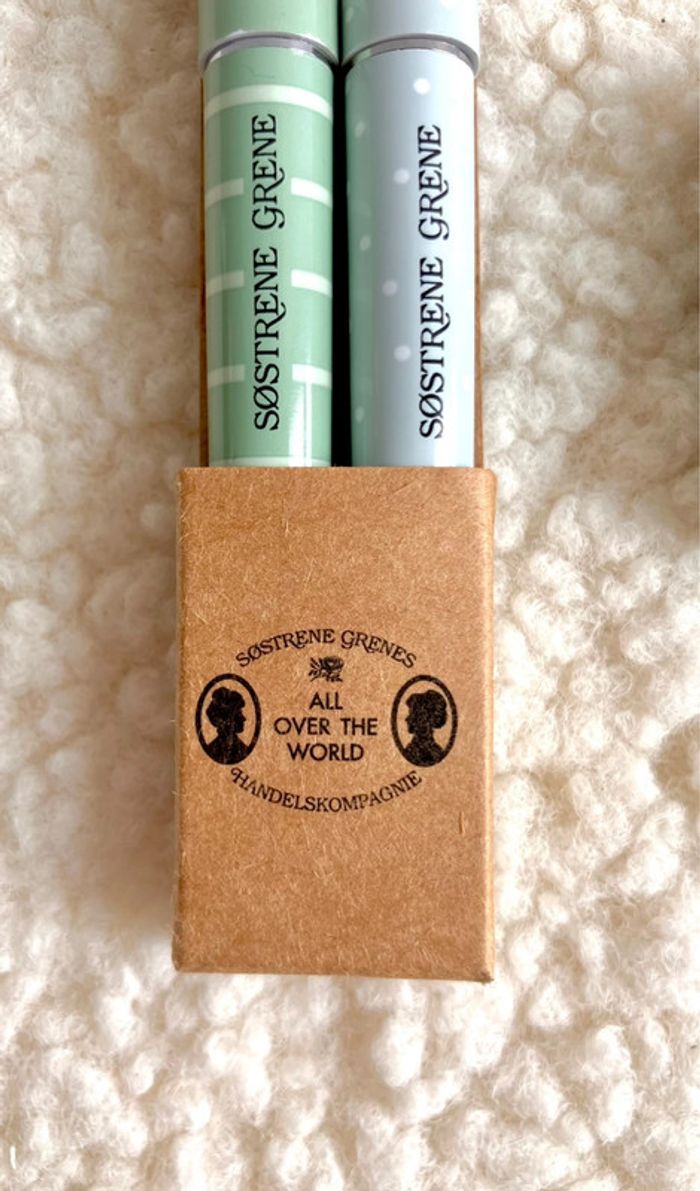 SØSTRENE GRENE
SØSTRENE GRENE
SØSTRENE GRENES
ALL
OVER THE
WORLD
HANDELSKOMPAGNIE